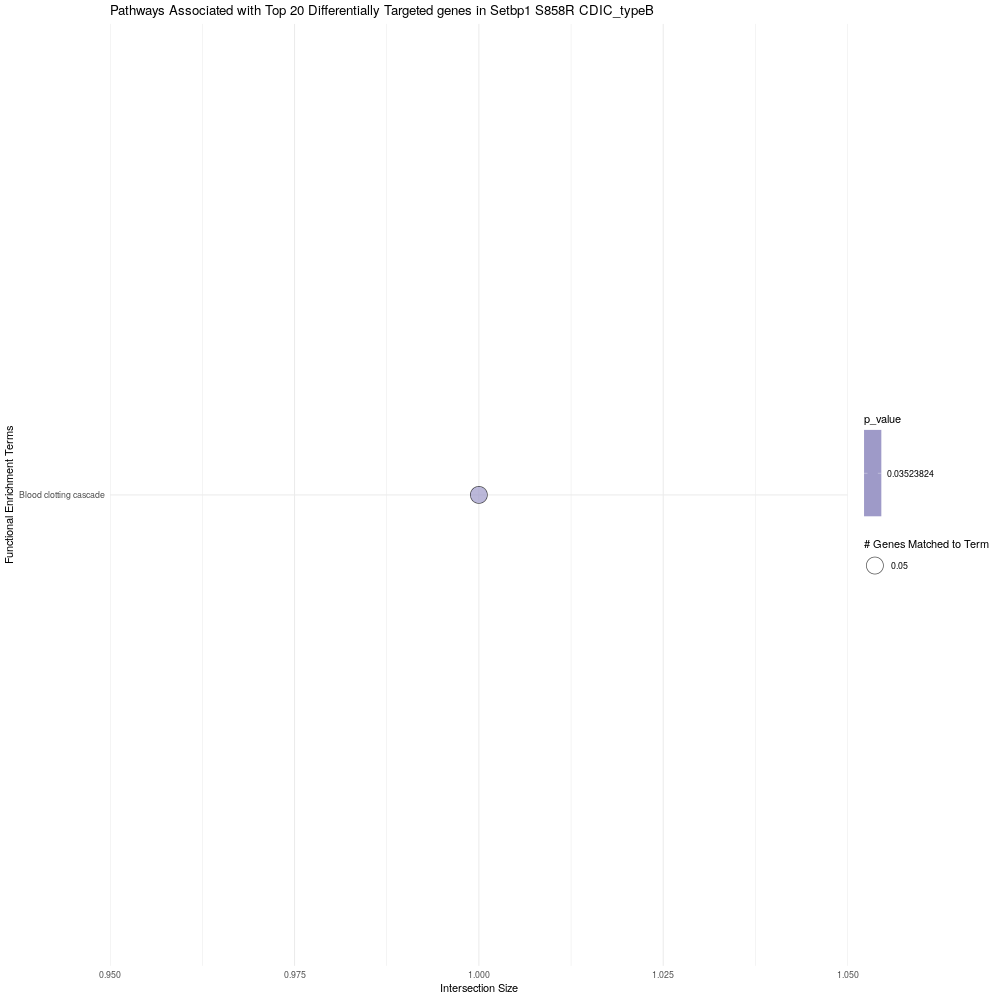 Pathways Associated with Top 20 Differentially Targeted genes in Setbp1 S858R CDIC_typeB
Functional Enrichment Terms
Blood clotting cascade
0.950
0.975
1.000
1.025
1.050
Intersection Size
p_value
0.03523824
# Genes Matched to Term
0.05